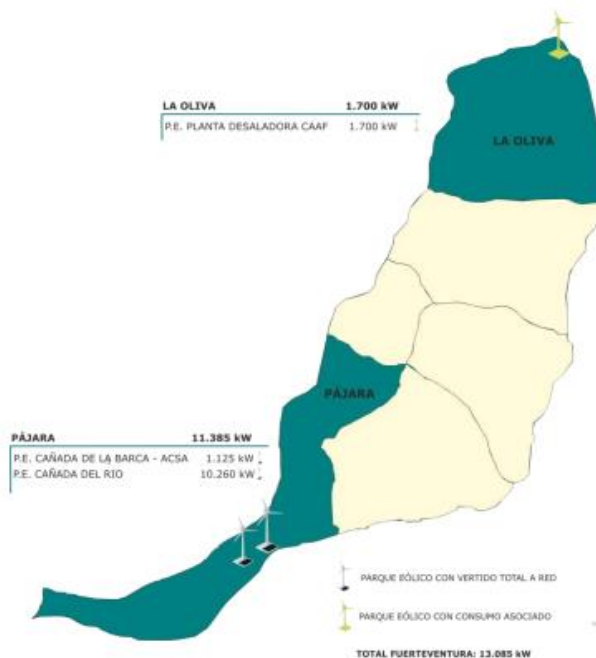 LA OLIVA 1.700 kW
P.E. PLANTA DESALADORA CAAF 1.700 kW
LA OLIVA
PÁJARA
PÁJARA 11.385 kW
P.E. CAÑADA DE LA BARCA - ACSA 1.125 kW
P.E. CAÑADA DEL RIO 10.260 kW
PARQUE EÓLICO CON VERTIDO TOTAL A RED
PARQUE EÓLICO CON CONSUMO ASOCIADO
TOTAL FUERTEVENTURA: 13.085 kW